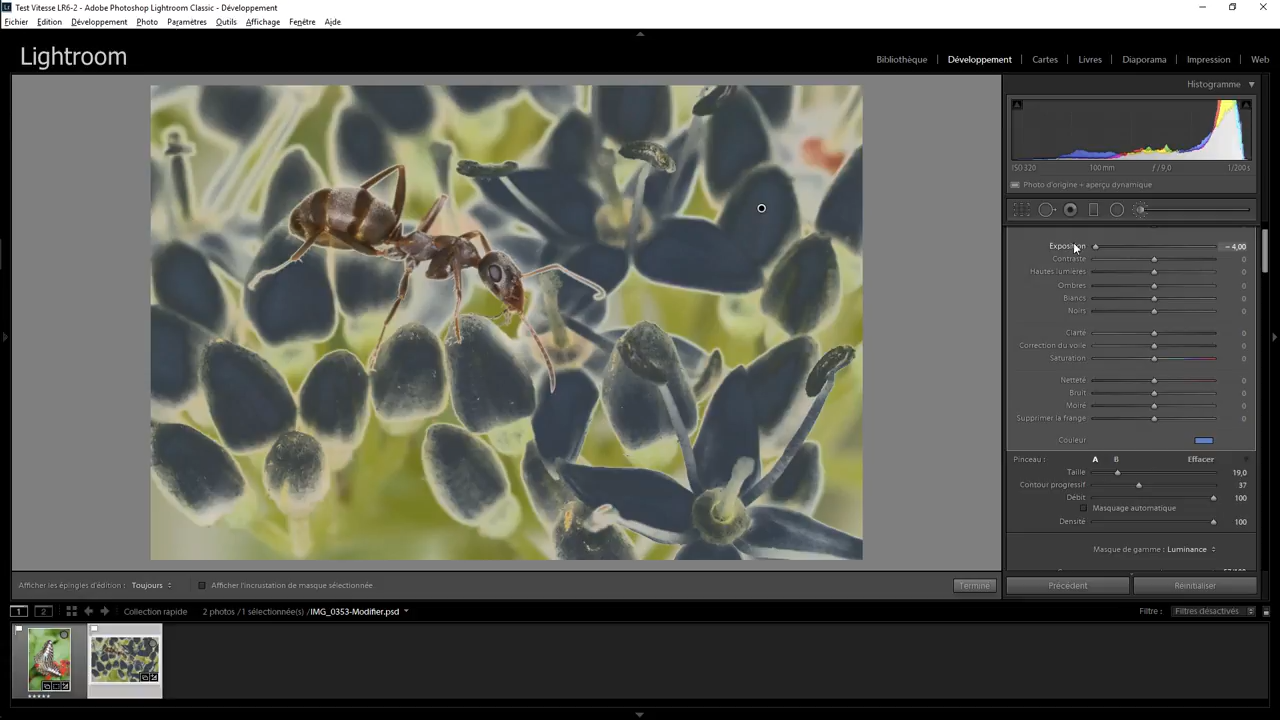 Test Vitesse LR6-2 - Adobe Photoshop Lightroom Classic - Développement
Fichier Edition Développement Photo Paramètres Outils Affichage Fenêtre Aide
Lightroom
Bibliothèque Développement Cartes Livres Diaporama Impression Web
Histogramme
ISO 320 100 mm ƒ / 9,0 1/200 s
Photo d'origine + aperçu dynamique
Exposition - 4,00
Contraste 0
Hautes lumières 0
Ombres 0
Blancs 0
Noirs 0
Clarté 0
Correction du voile 0
Saturation 0
Netteté 0
Bruit 0
Moiré 0
Supprimer la frange 0
Couleur
Pinceau : A B Effacer
Taille 19,0
Contour progressif 37
Débit 100
Masquage automatique
Densité 100
Masque de gamme : Luminance
Afficher les épingles d'édition : Toujours Afficher l'incrustation de masque sélectionnée
Terminé
Précédent Réinitialiser
1 2 Collection rapide 2 photos / 1 sélectionnée(s) / IMG_0353-Modifier.psd Filtre : Filtres désactivés